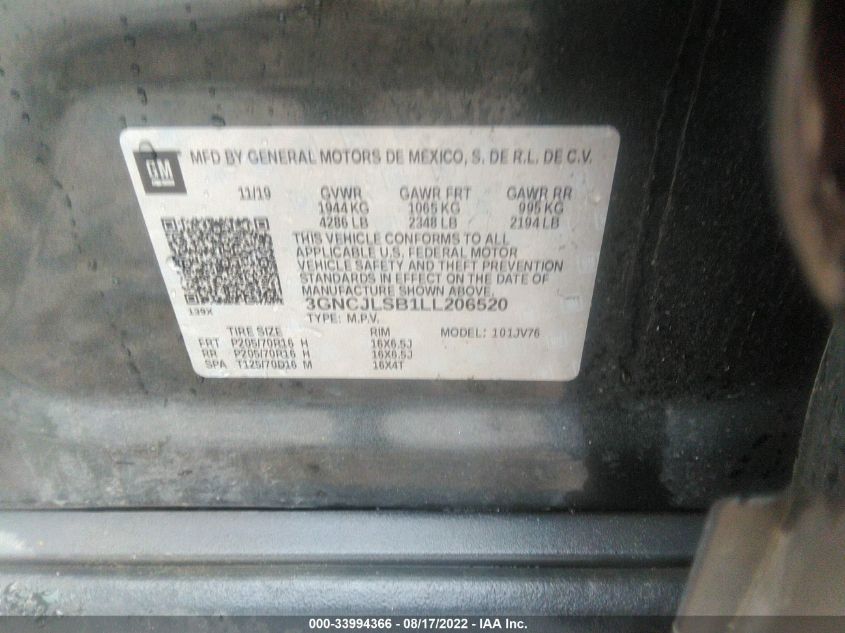 GM
MFD BY GENERAL MOTORS DE MEXICO, S. DE R.L. DE C.V.
11/19 GVWR GAWR FRT GAWR RR
1944 KG 1065 KG 995 KG
4286 LB 2348 LB 2194 LB
THIS VEHICLE CONFORMS TO ALL
APPLICABLE U.S. FEDERAL MOTOR
VEHICLE SAFETY AND THEFT PREVENTION
STANDARDS IN EFFECT ON THE DATE OF
MANUFACTURE SHOWN ABOVE.
139X 3GNCJLSB1LL206520
TYPE: M.P.V.
TIRE SIZE RIM MODEL: 101JV76
FRT P205/70R16 H 16X6.5J
RR P205/70R16 H 16X6.5J
SPA T125/70D16 M 16X4T
000-33994366 - 08/17/2022 - IAA Inc.